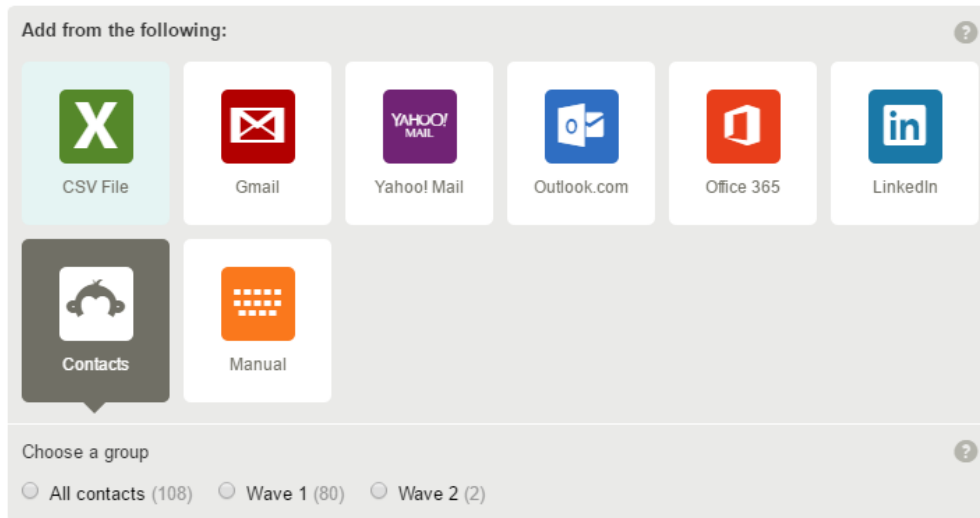 Add from the following:
?
X
YAHOO!
MAIL
o
in
CSV File
Gmail
Yahoo! Mail
Outlook.com
Office 365
LinkedIn
Contacts
Manual
Choose a group
?
All contacts (108)
Wave 1 (80)
Wave 2 (2)